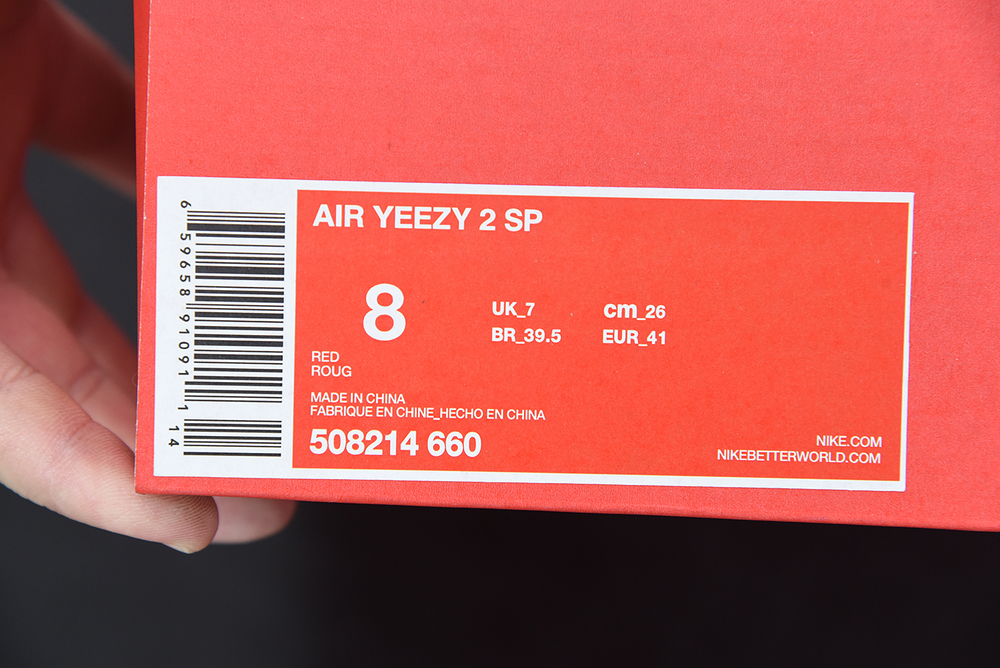 AIR YEEZY 2 SP
8
UK_7 cm_26
BR_39.5 EUR_41
RED
ROUG
MADE IN CHINA
FABRIQUE EN CHINE_HECHO EN CHINA
508214 660
NIKE.COM
NIKEBETTERWORLD.COM
6 59658 91091 1
14